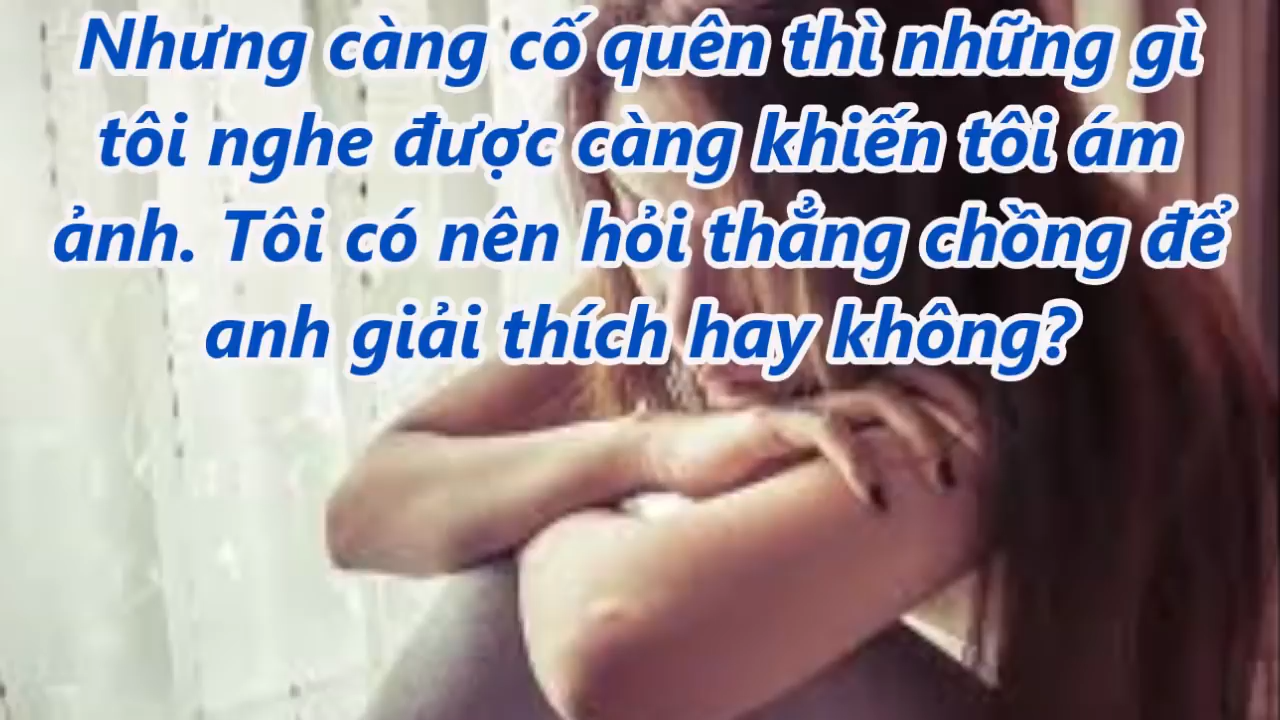 Nhưng càng cố quên thì những gì
tôi nghe được càng khiến tôi ám
ảnh. Tôi có nên hỏi thẳng chồng để
anh giải thích hay không?